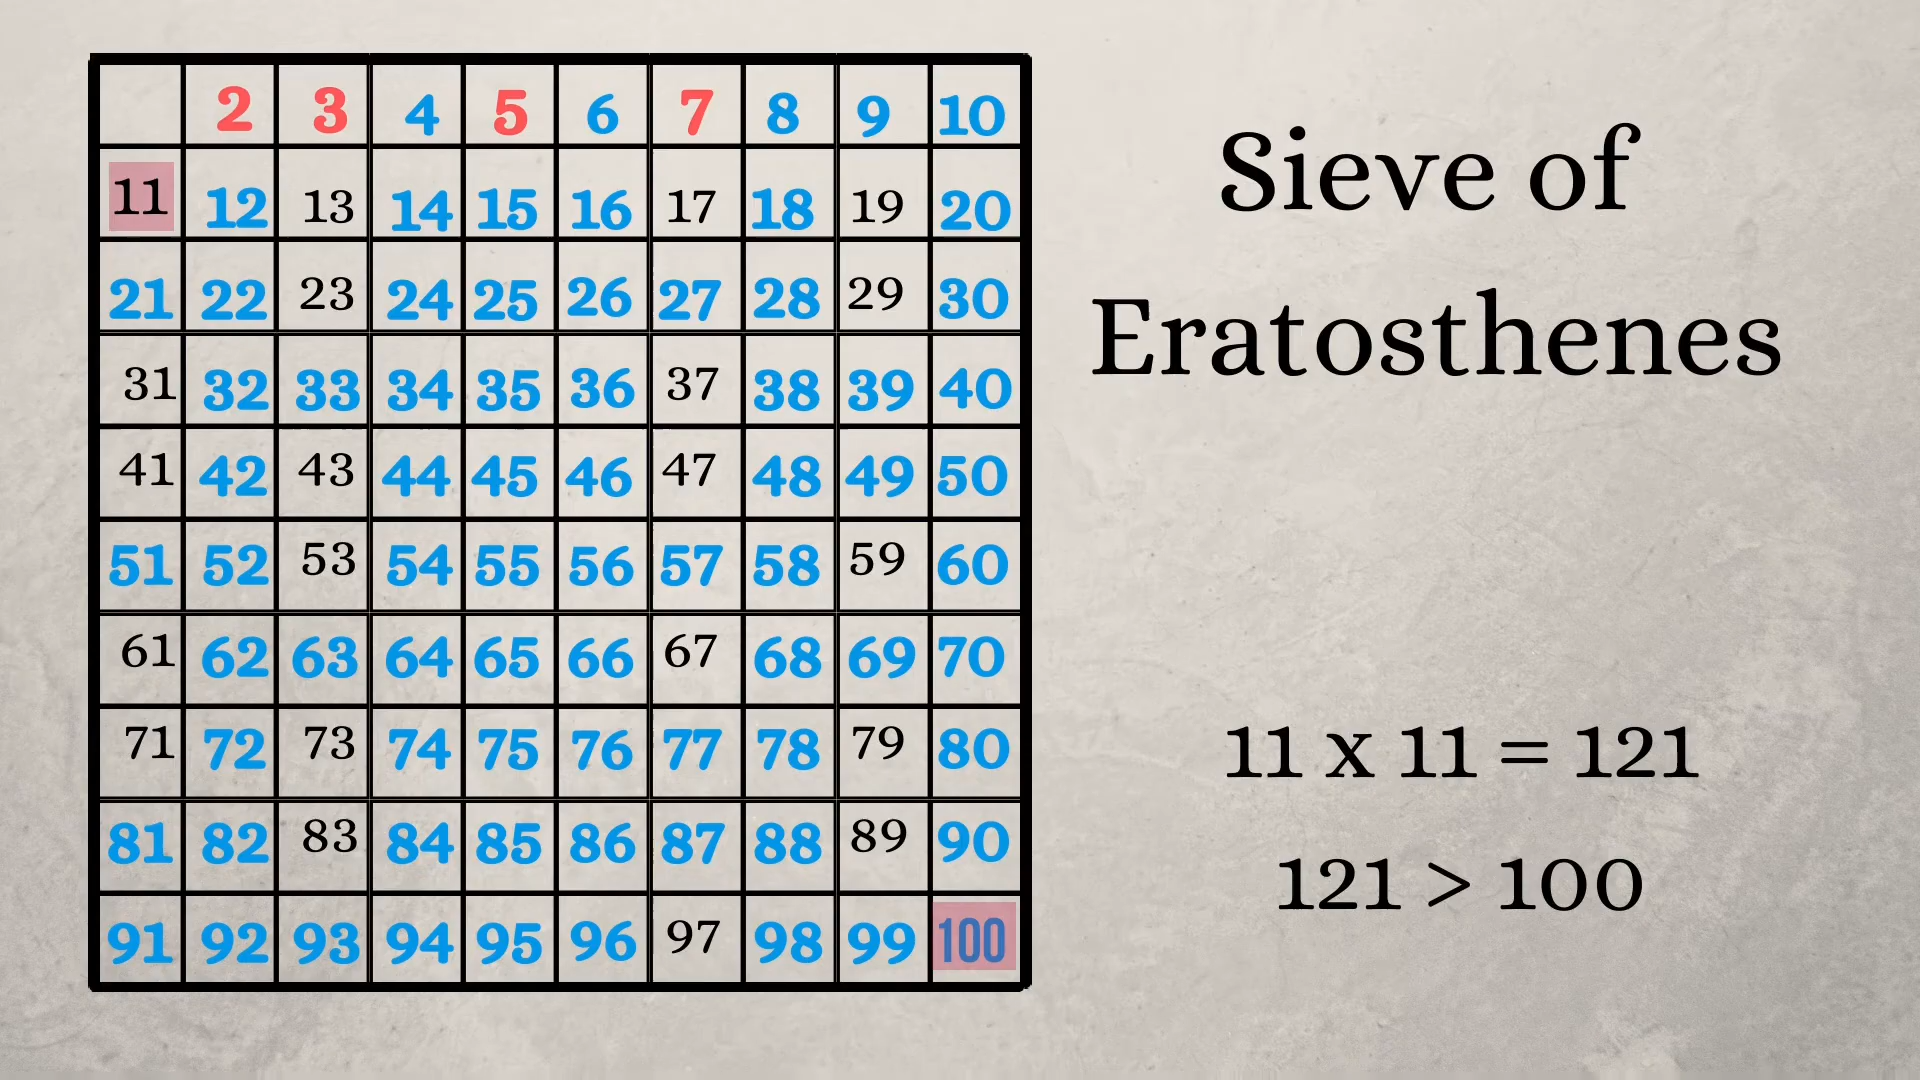 2 3 4 5 6 7 8 9 10
11 12 13 14 15 16 17 18 19 20
21 22 23 24 25 26 27 28 29 30
31 32 33 34 35 36 37 38 39 40
41 42 43 44 45 46 47 48 49 50
51 52 53 54 55 56 57 58 59 60
61 62 63 64 65 66 67 68 69 70
71 72 73 74 75 76 77 78 79 80
81 82 83 84 85 86 87 88 89 90
91 92 93 94 95 96 97 98 99 100
Sieve of
Eratosthenes
11 x 11 = 121
121 > 100